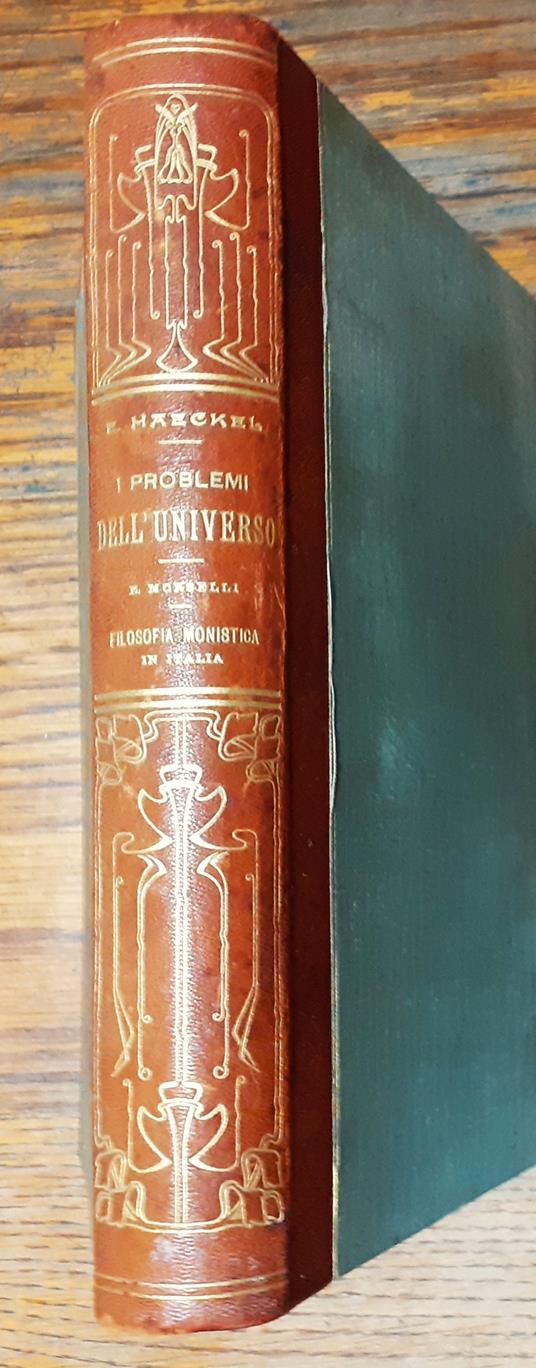 E. HAECKEL
I PROBLEMI
DELL'UNIVERSO
E. MORSELLI
FILOSOFIA MONISTICA
IN ITALIA